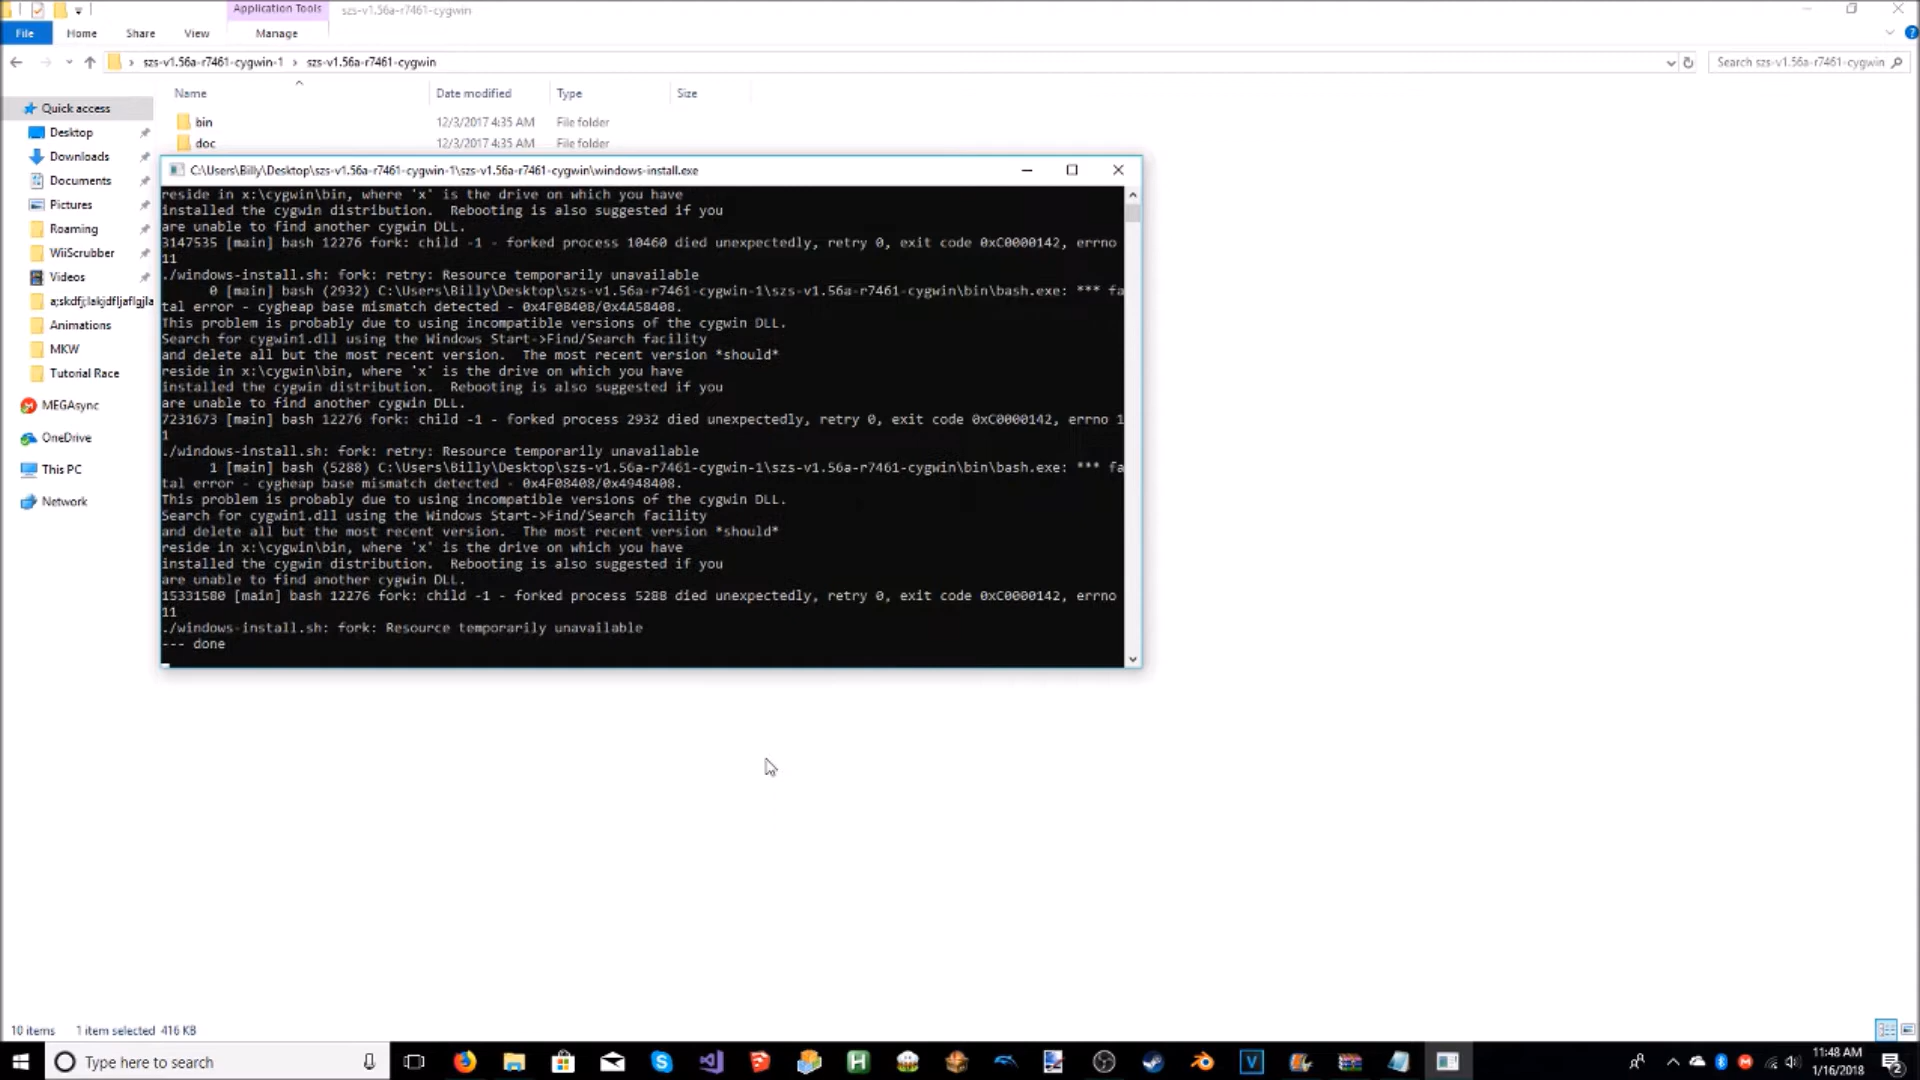 Application Tools
szs-v1.56a-r7461-cygwin
File
Home
Share
View
Manage
szs-v1.56a-r7461-cygwin-1 › szs-v1.56a-r7461-cygwin
Search szs-v1.56a-r7461-cygwin
Name
Date modified
Type
Size
Quick access
Desktop
Downloads
Documents
Pictures
Roaming
WiiScrubber
Videos
a;skdfj;lakjdfljaflgjla
Animations
MKW
Tutorial Race
MEGAsync
OneDrive
This PC
Network
bin 12/3/2017 4:35 AM File folder
doc 12/3/2017 4:35 AM File folder
C:\Users\Billy\Desktop\szs-v1.56a-r7461-cygwin-1\szs-v1.56a-r7461-cygwin\windows-install.exe
reside in x:\cygwin\bin, where 'x' is the drive on which you have
installed the cygwin distribution.  Rebooting is also suggested if you
are unable to find another cygwin DLL.
3147535 [main] bash 12276 fork: child -1 - forked process 10460 died unexpectedly, retry 0, exit code 0xC0000142, errno
11
./windows-install.sh: fork: retry: Resource temporarily unavailable
0 [main] bash (2932) C:\Users\Billy\Desktop\szs-v1.56a-r7461-cygwin-1\szs-v1.56a-r7461-cygwin\bin\bash.exe: *** fa
tal error - cygheap base mismatch detected - 0x4F08408/0x4A58408.
This problem is probably due to using incompatible versions of the cygwin DLL.
Search for cygwin1.dll using the Windows Start->Find/Search facility
and delete all but the most recent version.  The most recent version *should*
reside in x:\cygwin\bin, where 'x' is the drive on which you have
installed the cygwin distribution.  Rebooting is also suggested if you
are unable to find another cygwin DLL.
7231673 [main] bash 12276 fork: child -1 - forked process 2932 died unexpectedly, retry 0, exit code 0xC0000142, errno 1
1
./windows-install.sh: fork: retry: Resource temporarily unavailable
1 [main] bash (5288) C:\Users\Billy\Desktop\szs-v1.56a-r7461-cygwin-1\szs-v1.56a-r7461-cygwin\bin\bash.exe: *** fa
tal error - cygheap base mismatch detected - 0x4F08408/0x4948408.
This problem is probably due to using incompatible versions of the cygwin DLL.
Search for cygwin1.dll using the Windows Start->Find/Search facility
and delete all but the most recent version.  The most recent version *should*
reside in x:\cygwin\bin, where 'x' is the drive on which you have
installed the cygwin distribution.  Rebooting is also suggested if you
are unable to find another cygwin DLL.
15331580 [main] bash 12276 fork: child -1 - forked process 5288 died unexpectedly, retry 0, exit code 0xC0000142, errno
11
./windows-install.sh: fork: Resource temporarily unavailable
--- done
10 items 1 item selected 416 KB
Type here to search
11:48 AM
1/16/2018
2